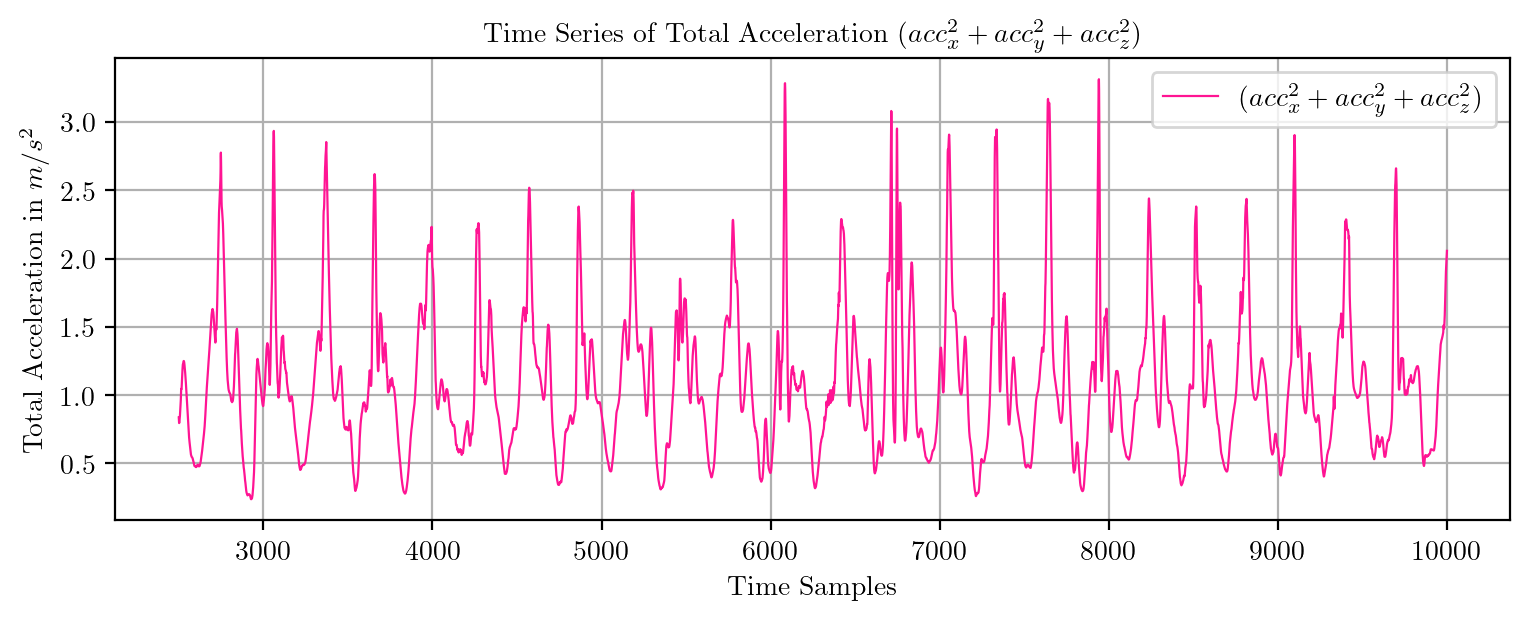 Time Series of Total Acceleration $(acc_x^2 + acc_y^2 + acc_z^2)$
$(acc_x^2 + acc_y^2 + acc_z^2)$
Total Acceleration in $m/s^2$
3.0
2.5
2.0
1.5
1.0
0.5
3000 4000 5000 6000 7000 8000 9000 10000
Time Samples